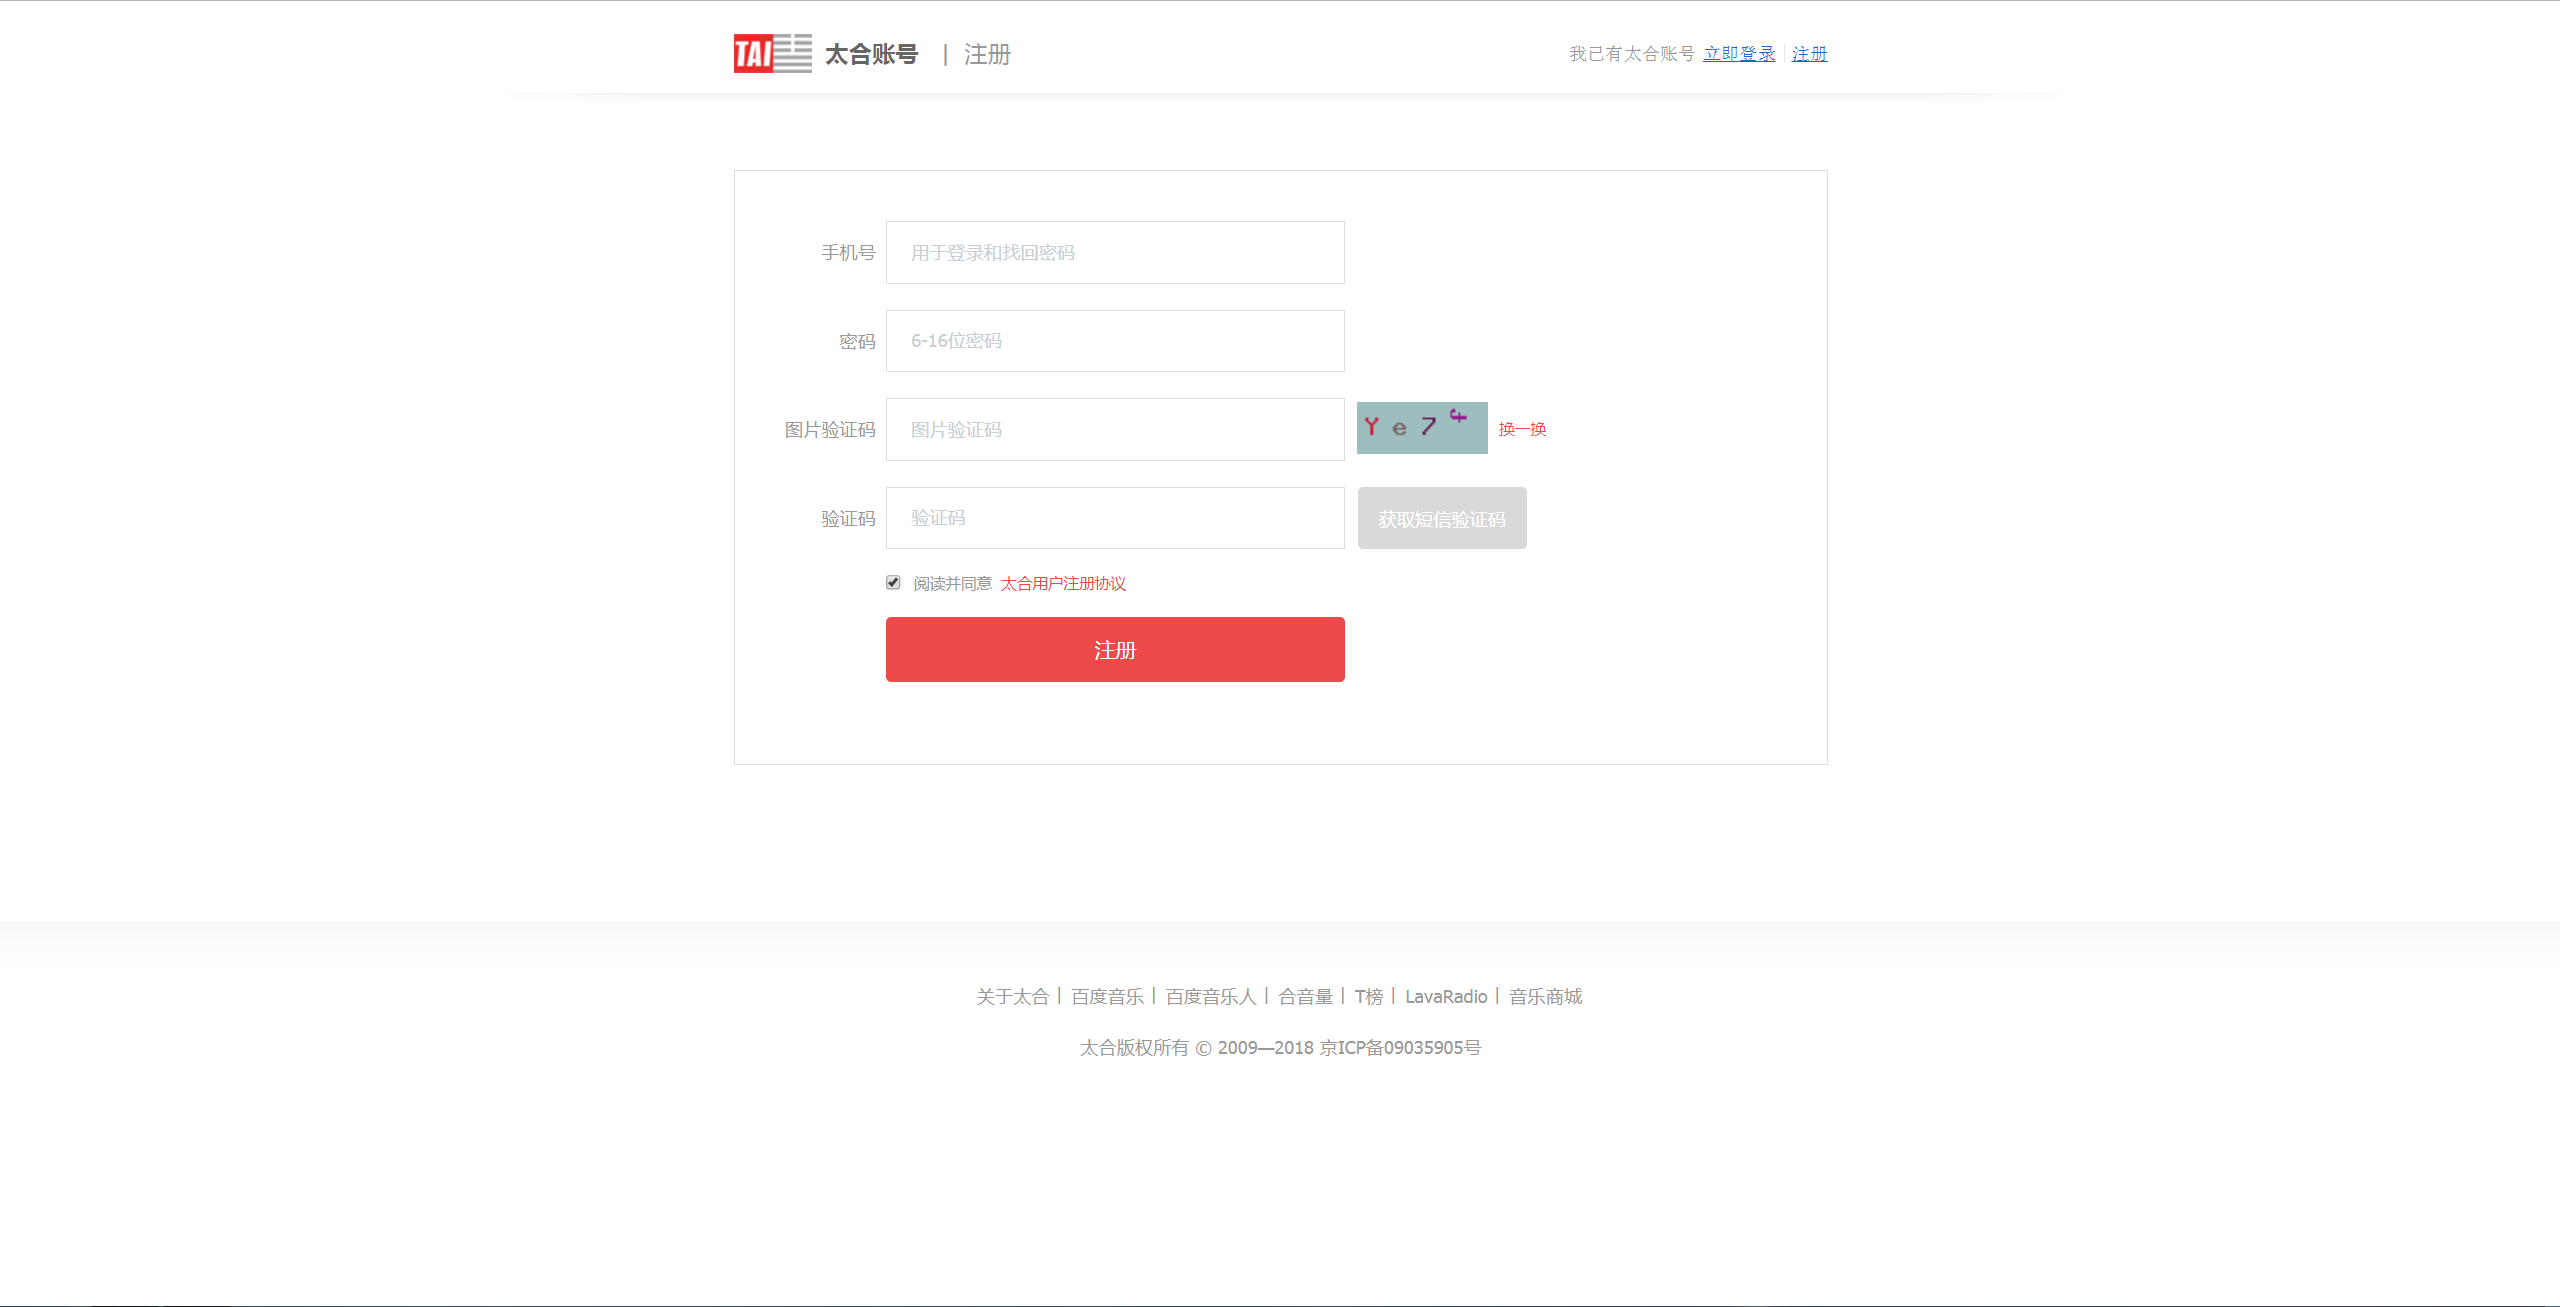 TAI 太合账号 | 注册
我已有太合账号 立即登录 | 注册
手机号 用于登录和找回密码
密码 6-16位密码
图片验证码 图片验证码 Y e 7 f 换一换
验证码 验证码 获取短信验证码
阅读并同意 太合用户注册协议
注册
关于太合 | 百度音乐 | 百度音乐人 | 合音量 | T榜 | LavaRadio | 音乐商城
太合版权所有 © 2009—2018 京ICP备09035905号